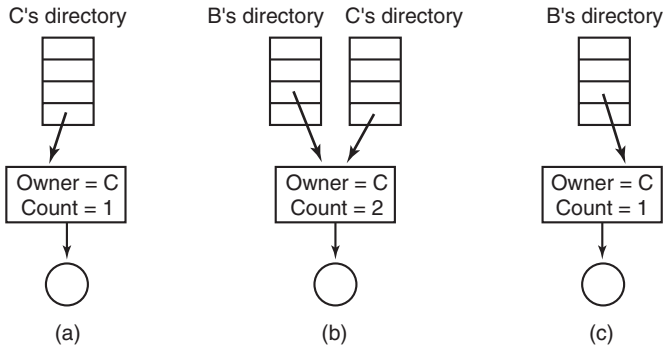 C's directory
B's directory
C's directory
B's directory
Owner = C
Count = 1
Owner = C
Count = 2
Owner = C
Count = 1
(a)
(b)
(c)